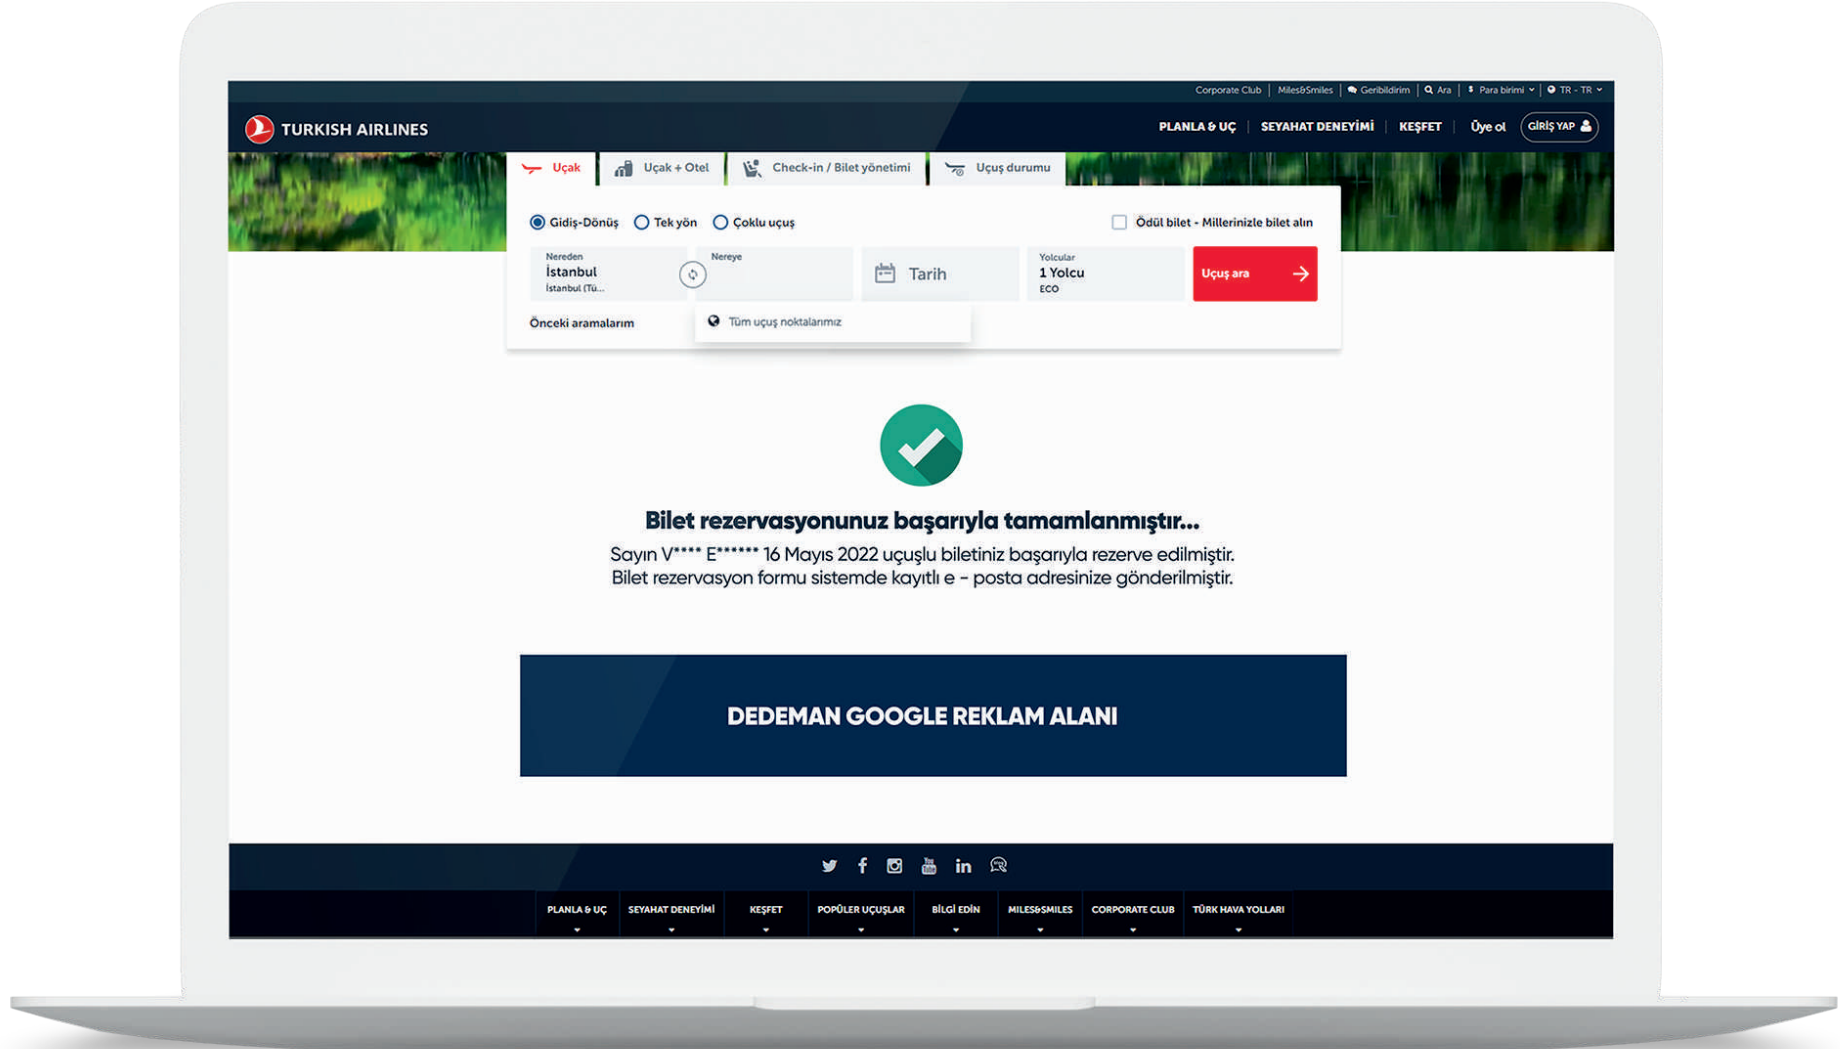 Corporate Club | Miles&Smiles | Geribildirim | Ara | $ Para birimi | TR - TR
TURKISH AIRLINES
PLANLA & UÇ | SEYAHAT DENEYİMİ | KEŞFET | Üye ol GİRİŞ YAP
Uçak Uçak + Otel Check-in / Bilet yönetimi Uçuş durumu
Gidiş-Dönüş Tek yön Çoklu uçuş Ödül bilet - Millerinizle bilet alın
Nereden
İstanbul
İstanbul (Tü...
Nereye
Tarih
Yolcular
1 Yolcu
ECO
Uçuş ara
Önceki aramalarım
Tüm uçuş noktalarımız
Bilet rezervasyonunuz başarıyla tamamlanmıştır...
Sayın V**** E****** 16 Mayıs 2022 uçuşlu biletiniz başarıyla rezerve edilmiştir.
Bilet rezervasyon formu sistemde kayıtlı e - posta adresinize gönderilmiştir.
DEDEMAN GOOGLE REKLAM ALANI
PLANLA & UÇ SEYAHAT DENEYİMİ KEŞFET POPÜLER UÇUŞLAR BİLGİ EDİN MILES&SMILES CORPORATE CLUB TÜRK HAVA YOLLARI